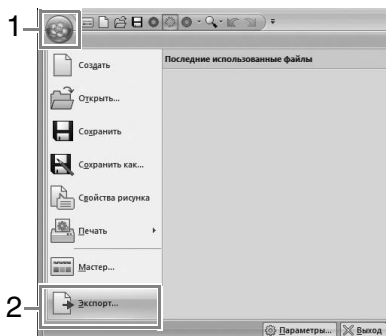 1
Создать
Последние использованные файлы
Открыть...
Сохранить
Сохранить как...
Свойства рисунка
Печать
Мастер...
2
Экспорт...
Параметры...
Выход